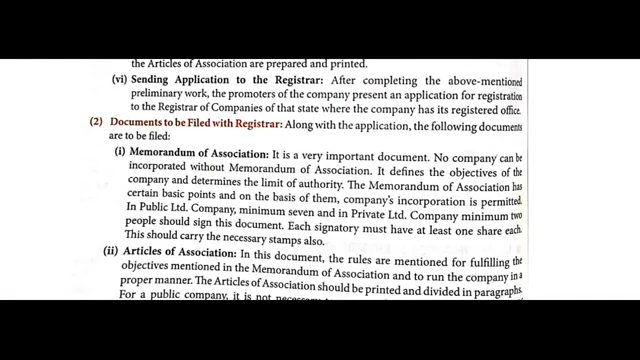 the Articles of Association are prepared and printed.
(vi) Sending Application to the Registrar: After completing the above-mentioned
preliminary work, the promoters of the company present an application for registration
to the Registrar of Companies of that state where the company has its registered office.
(2) Documents to be Filed with Registrar: Along with the application, the following documents
are to be filed:
(i) Memorandum of Association: It is a very important document. No company can be
incorporated without Memorandum of Association. It defines the objectives of the
company and determines the limit of authority. The Memorandum of Association has
certain basic points and on the basis of them, company's incorporation is permitted.
In Public Ltd. Company, minimum seven and in Private Ltd. Company minimum two
people should sign this document. Each signatory must have at least one share each.
This should carry the necessary stamps also.
(ii) Articles of Association: In this document, the rules are mentioned for fulfilling the
objectives mentioned in the Memorandum of Association and to run the company in a
proper manner. The Articles of Association should be printed and divided in paragraphs.
For a public company, it is not necessary